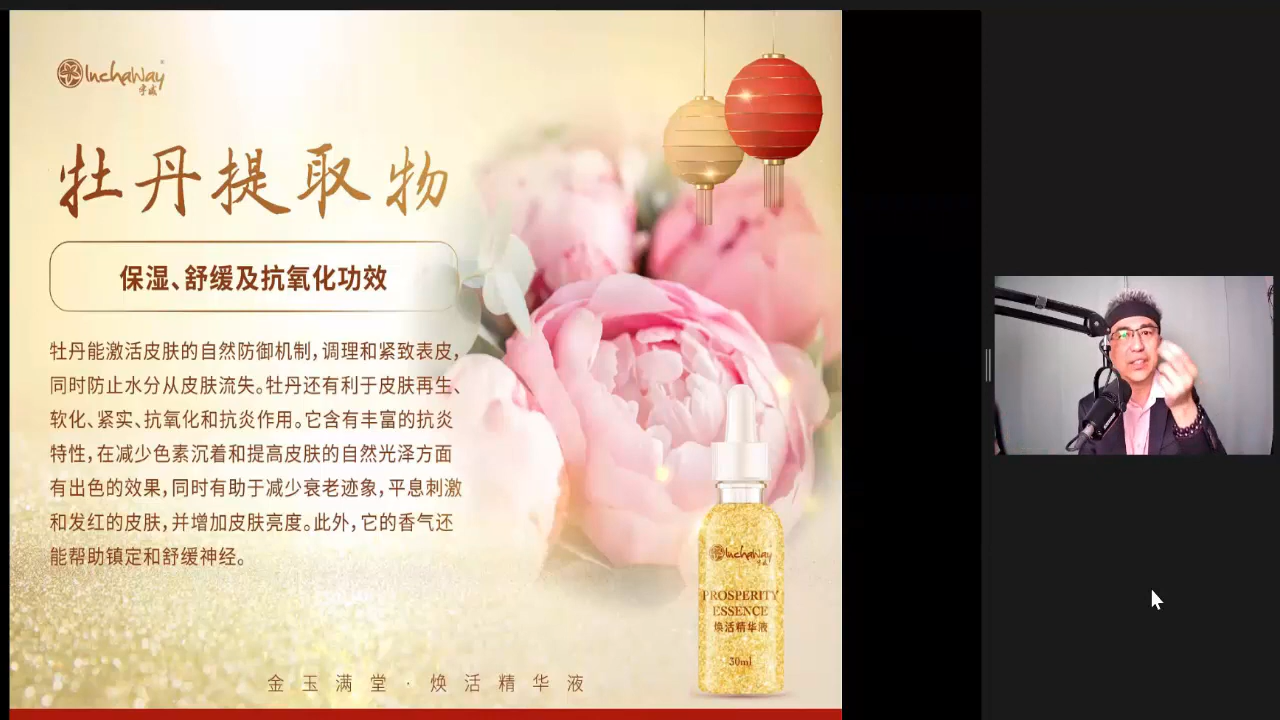 Inchaway
宇威
牡丹提取物
保湿、舒缓及抗氧化功效
牡丹能激活皮肤的自然防御机制，调理和紧致表皮，
同时防止水分从皮肤流失。牡丹还有利于皮肤再生、
软化、紧实、抗氧化和抗炎作用。它含有丰富的抗炎
特性，在减少色素沉着和提高皮肤的自然光泽方面
有出色的效果，同时有助于减少衰老迹象，平息刺激
和发红的皮肤，并增加皮肤亮度。此外，它的香气还
能帮助镇定和舒缓神经。
Inchaway
宇威
PROSPERITY
ESSENCE
焕活精华液
30ml
金玉满堂·焕活精华液